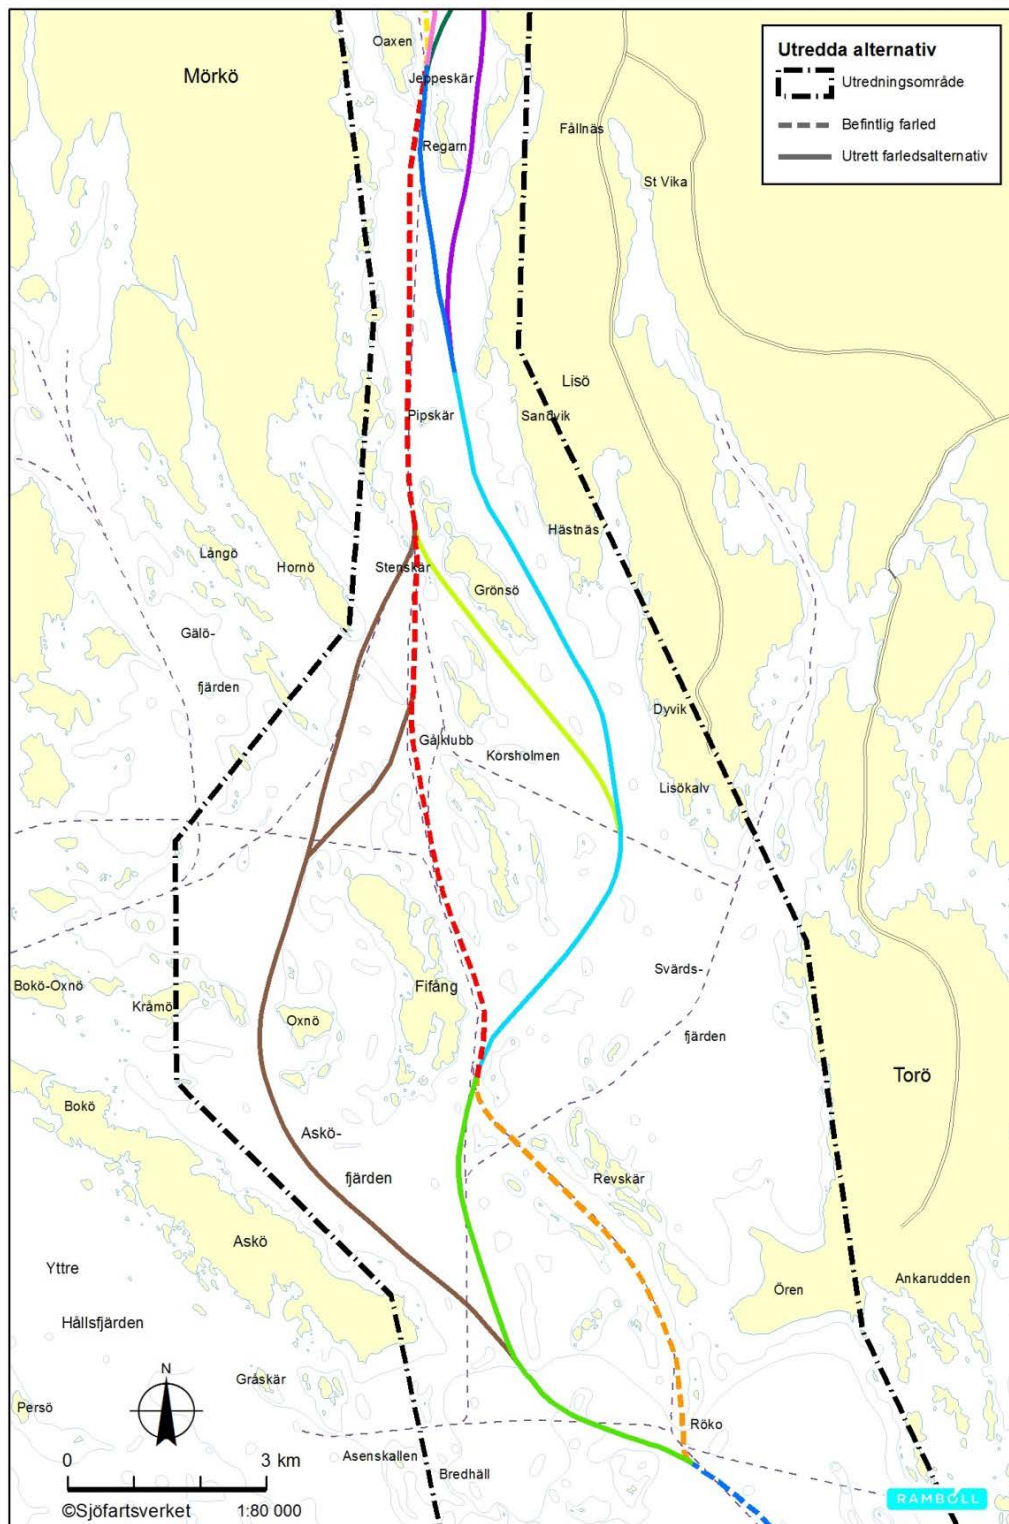 Utredda alternativ
Utredningsområde
Befintlig farled
Utrett farledsalternativ
Oaxen
Mörkö
Jeppeskär
Fållnäs
Regarn
St Vika
Lisö
Pipskär
Sandvik
Hästnäs
Långö
Hornö
Stenskär
Grönsö
Gälö-
fjärden
Dyvik
Gålklubb
Korsholmen
Lisökalv
Svärds-
fjärden
Bokö-Oxnö
Kråmö
Oxnö
Fifång
Torö
Bokö
Askö-
fjärden
Revskär
Askö
Yttre
Hållsfjärden
Ören
Ankarudden
Gråskär
Persö
Röko
Asenskallen
Bredhäll
N
0 3 km
©Sjöfartsverket 1:80 000
RAMBOLL